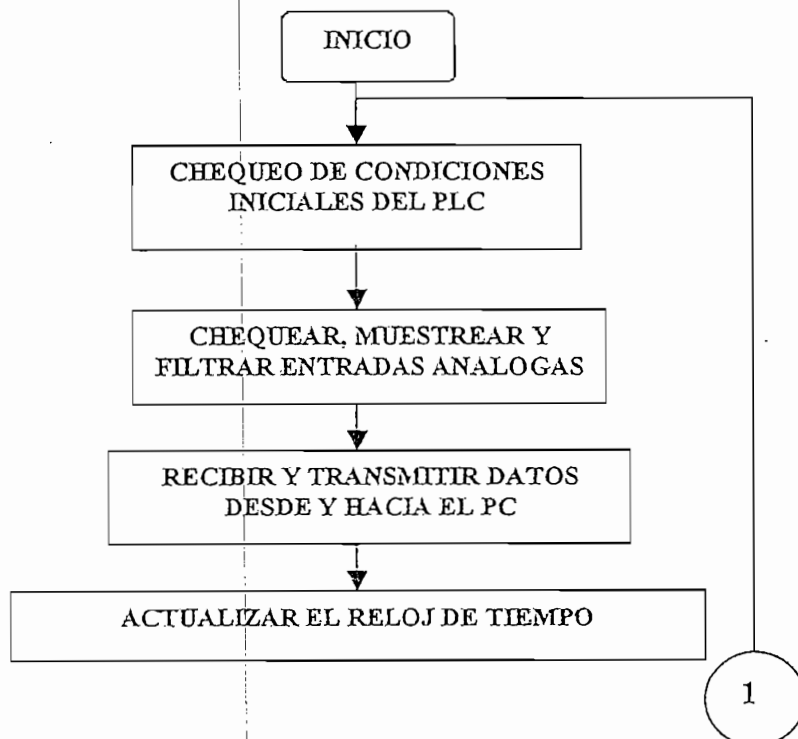 INICIO
CHEQUEO DE CONDICIONES
INICIALES DEL PLC
CHEQUEAR, MUESTREAR Y
FILTRAR ENTRADAS ANALOGAS
RECIBIR Y TRANSMITIR DATOS
DESDE Y HACIA EL PC
ACTUALIZAR EL RELOJ DE TIEMPO
1